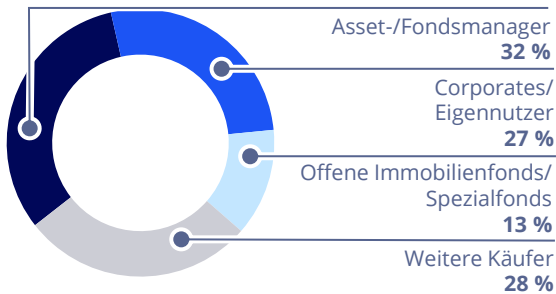 Asset-/Fondsmanager
32 %
Corporates/
Eigennutzer
27 %
Offene Immobilienfonds/
Spezialfonds
13 %
Weitere Käufer
28 %